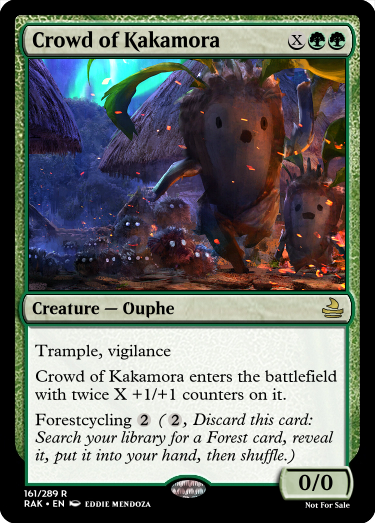 Crowd of Kakamora X
Creature — Ouphe
Trample, vigilance
Crowd of Kakamora enters the battlefield
with twice X +1/+1 counters on it.
Forestcycling 2 (2, Discard this card:
Search your library for a Forest card, reveal
it, put it into your hand, then shuffle.)
0/0
161/289 R
RAK • EN EDDIE MENDOZA
Not For Sale